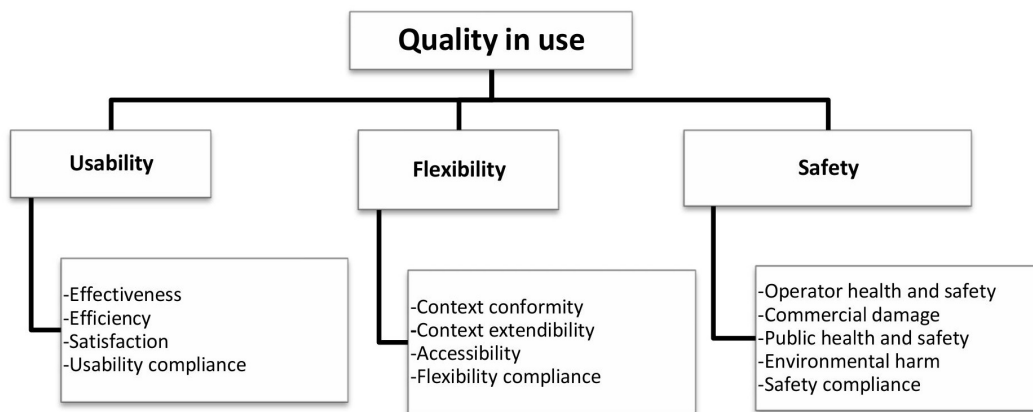 Quality in use
Usability
Flexibility
Safety
-Effectiveness
-Efficiency
-Satisfaction
-Usability compliance
-Context conformity
-Context extendibility
-Accessibility
-Flexibility compliance
-Operator health and safety
-Commercial damage
-Public health and safety
-Environmental harm
-Safety compliance